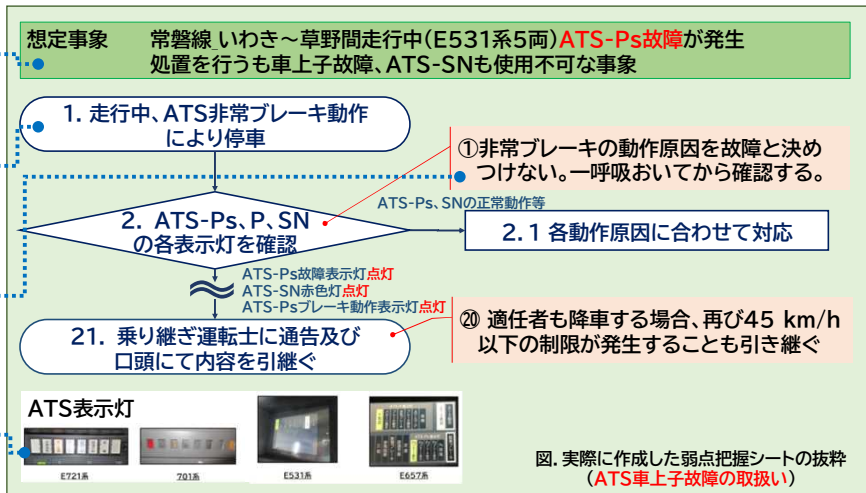 想定事象 常磐線_いわき～草野間走行中(E531系5両)ATS-Ps故障が発生
処置を行うも車上子故障、ATS-SNも使用不可な事象
1. 走行中、ATS非常ブレーキ動作
により停車
①非常ブレーキの動作原因を故障と決め
つけない。一呼吸おいてから確認する。
2. ATS-Ps、P、SN
の各表示灯を確認
ATS-Ps、SNの正常動作等
2.1 各動作原因に合わせて対応
ATS-Ps故障表示灯点灯
ATS-SN赤色灯点灯
ATS-Psブレーキ動作表示灯点灯
21. 乗り継ぎ運転士に通告及び
口頭にて内容を引継ぐ
⑳ 適任者も降車する場合、再び45 km/h
以下の制限が発生することも引き継ぐ
ATS表示灯
E721系
701系
E531系
E657系
図. 実際に作成した弱点把握シートの抜粋
（ATS車上子故障の取扱い）